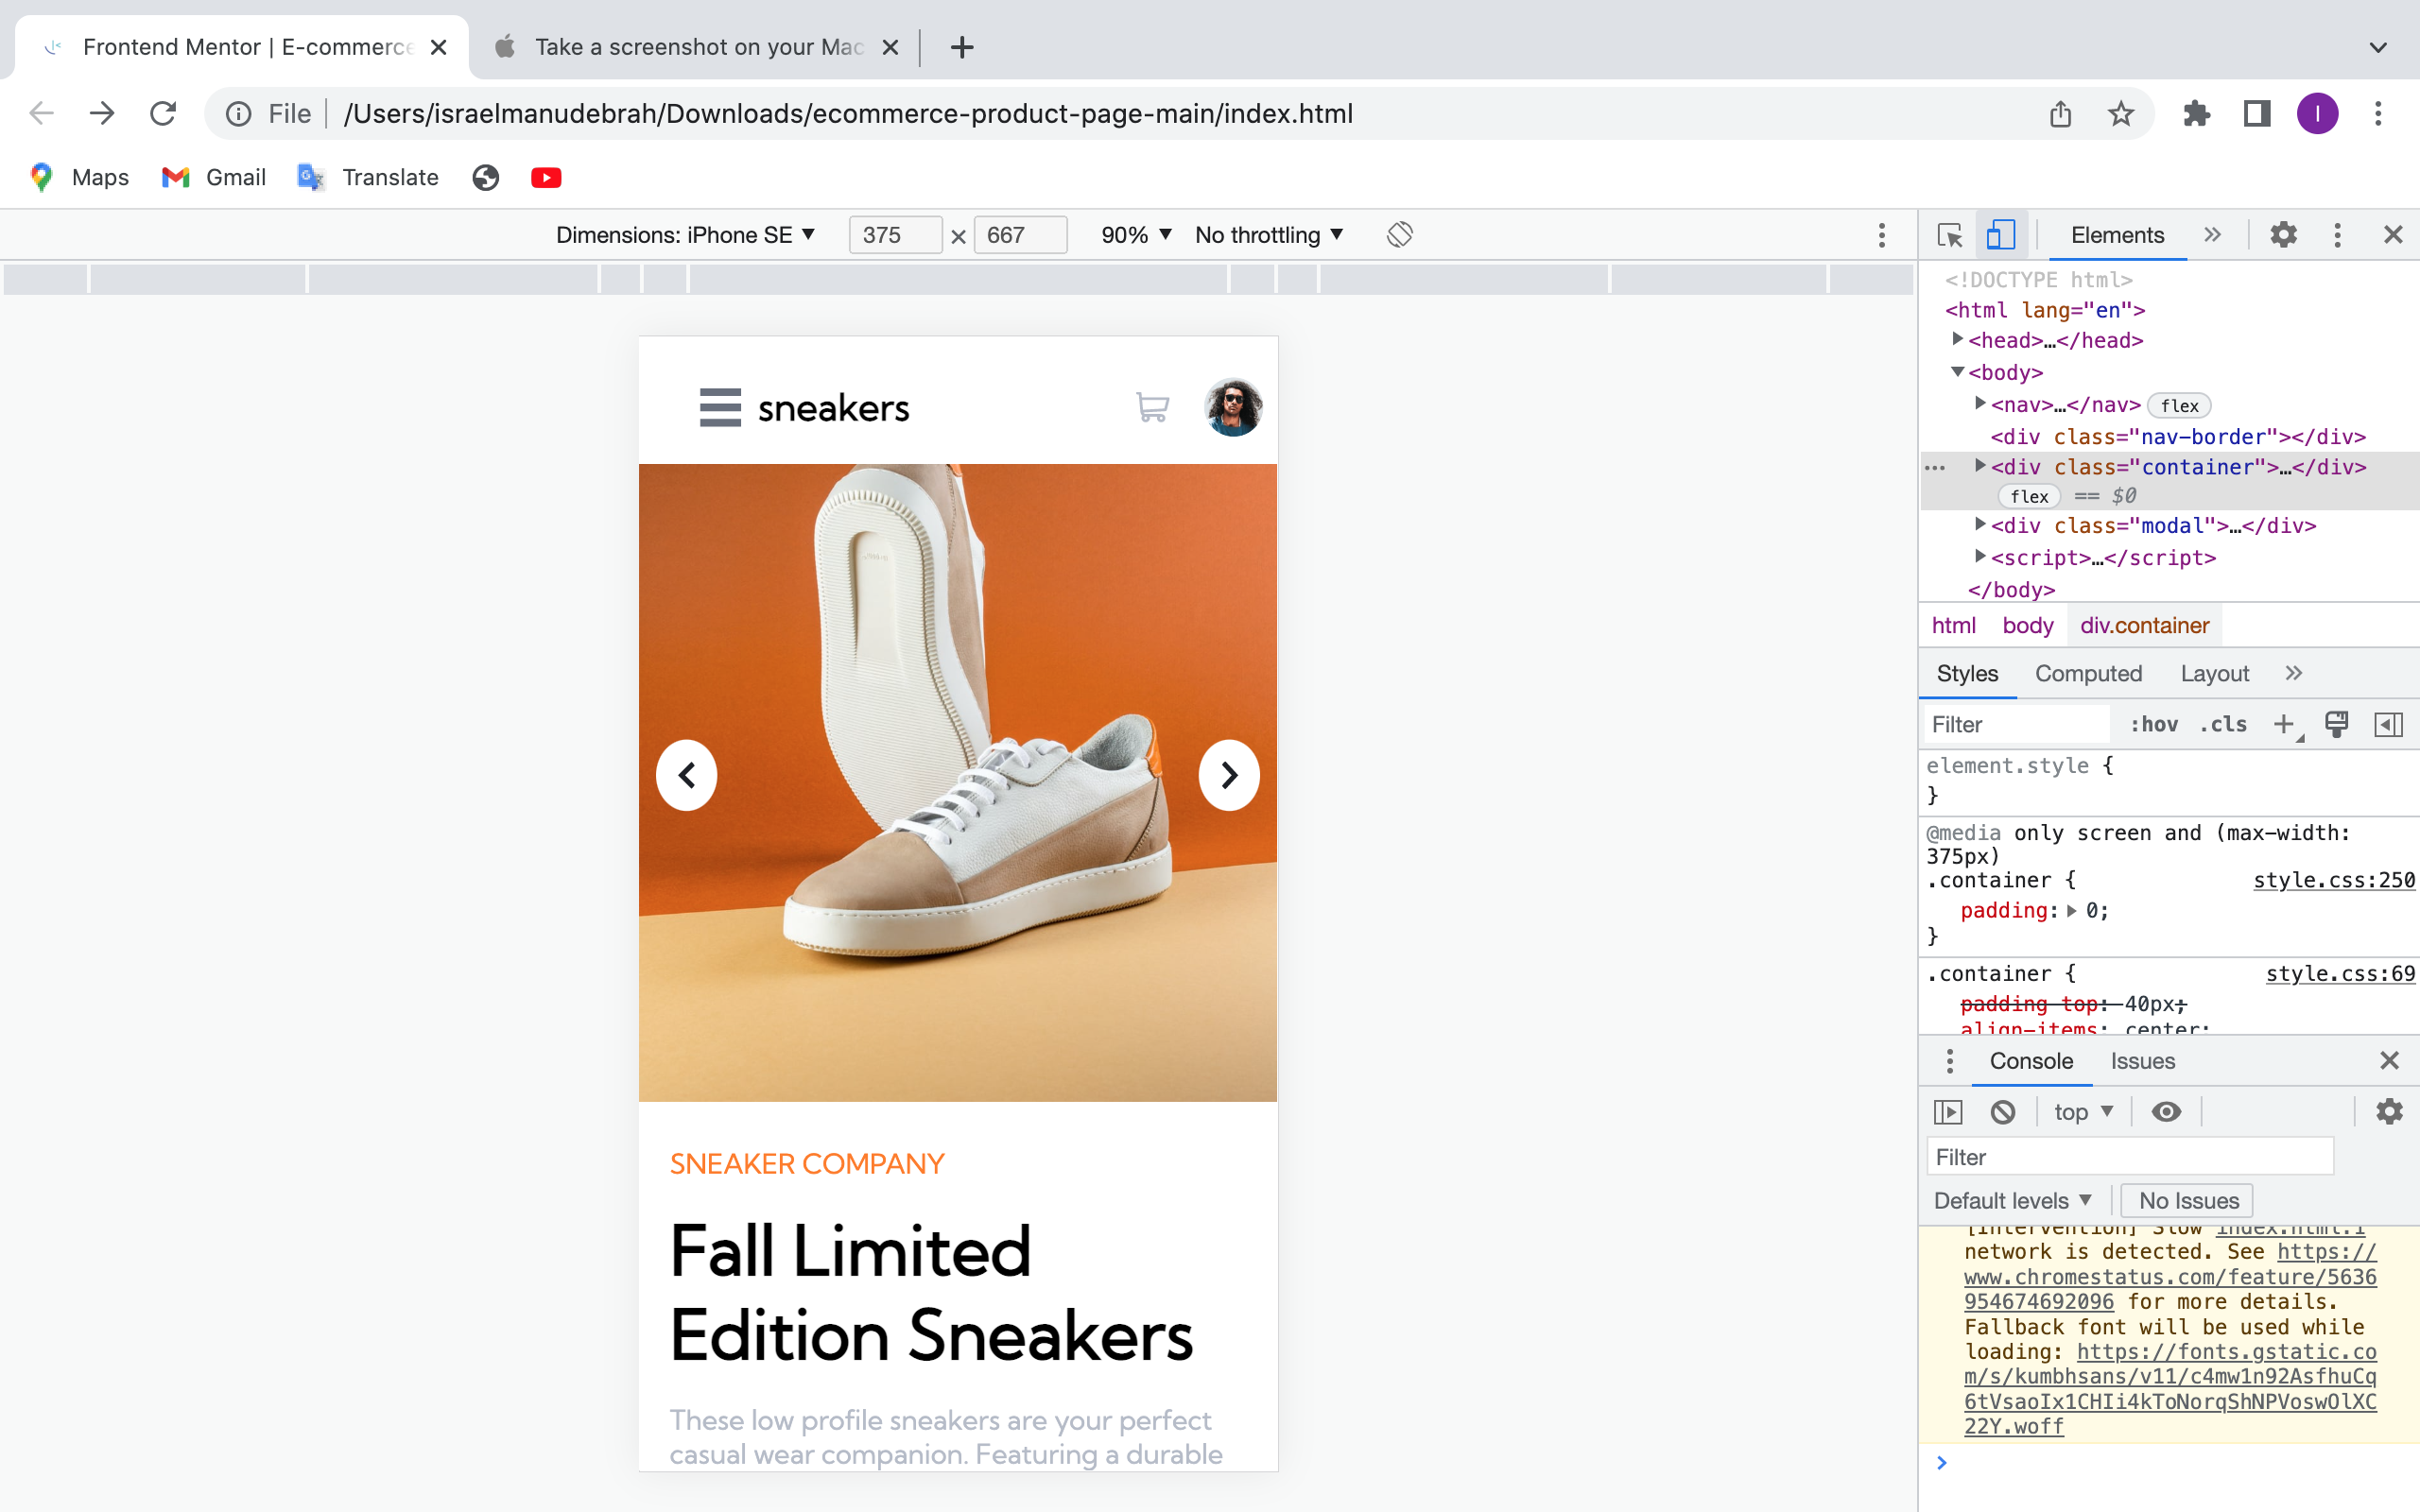 Frontend Mentor | E-commerce
Take a screenshot on your Mac
File | /Users/israelmanudebrah/Downloads/ecommerce-product-page-main/index.html
I
Maps
Gmail
Translate
Dimensions: iPhone SE ▼ 375 × 667 90% ▼ No throttling ▼
Elements »
sneakers
SNEAKER COMPANY
Fall Limited
Edition Sneakers
These low profile sneakers are your perfect
casual wear companion. Featuring a durable
<!DOCTYPE html>
<html lang="en">
<head>…</head>
<body>
<nav>…</nav> flex
<div class="nav-border"></div>
<div class="container">…</div>
flex == $0
<div class="modal">…</div>
<script>…</script>
</body>
html body div.container
Styles Computed Layout »
Filter :hov .cls +
element.style {
}
@media only screen and (max-width:
375px)
.container { style.css:250
padding: 0;
}
.container { style.css:69
padding-top: 40px;
align-items: center;
Console Issues
top ▼
Filter
Default levels ▼ No Issues
[Intervention] Slow index.html:1
network is detected. See https://
www.chromestatus.com/feature/5636
954674692096 for more details.
Fallback font will be used while
loading: https://fonts.gstatic.co
m/s/kumbhsans/v11/c4mw1n92AsfhuCq
6tVsaoIx1CHIi4kToNorqShNPVoswOlXC
22Y.woff